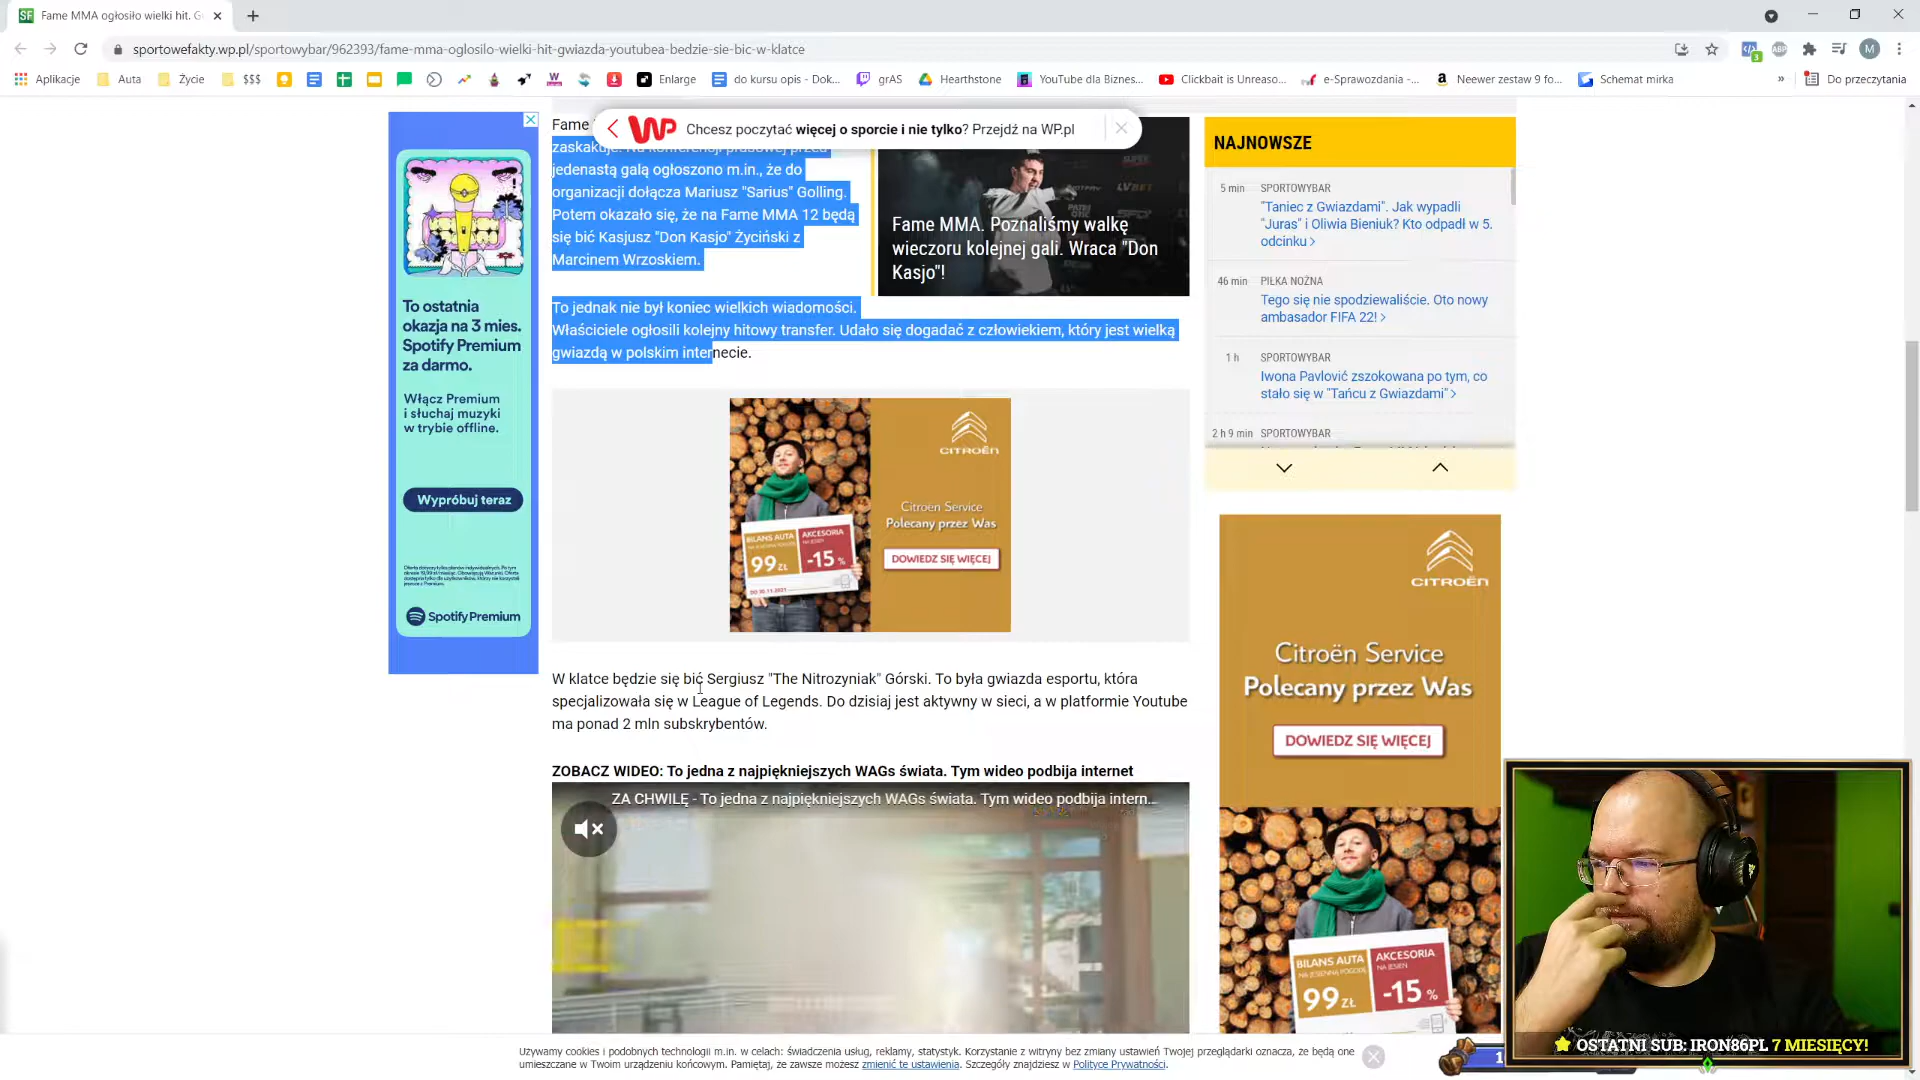 Fame MMA ogłosiło wielki hit. G
sportowefakty.wp.pl/sportowybar/962393/fame-mma-oglosilo-wielki-hit-gwiazda-youtubea-bedzie-sie-bic-w-klatce
Aplikacje
Auta
Życie
$$$
Enlarge
do kursu opis - Dok...
grAS
Hearthstone
YouTube dla Biznes...
Clickbait is Unreaso...
e-Sprawozdania -...
Neewer zestaw 9 fo...
Schemat mirka
»
Do przeczytania
WP Chcesz poczytać więcej o sporcie i nie tylko? Przejdź na WP.pl
To ostatnia
okazja na 3 mies.
Spotify Premium
za darmo.
Włącz Premium
i słuchaj muzyki
w trybie offline.
Wypróbuj teraz
Spotify Premium
Fame
zaskakuje. Na konferencji prasowej przed
jedenastą galą ogłoszono m.in., że do
organizacji dołącza Mariusz "Sarius" Golling.
Potem okazało się, że na Fame MMA 12 będą
się bić Kasjusz "Don Kasjo" Życiński z
Marcinem Wrzoskiem.
Fame MMA. Poznaliśmy walkę
wieczoru kolejnej gali. Wraca "Don
Kasjo"!
To jednak nie był koniec wielkich wiadomości.
Właściciele ogłosili kolejny hitowy transfer. Udało się dogadać z człowiekiem, który jest wielką
gwiazdą w polskim internecie.
CITROËN
Citroën Service
Polecany przez Was
DOWIEDZ SIĘ WIĘCEJ
BILANS AUTA
99 ZŁ
AKCESORIA
-15 %
W klatce będzie się bić Sergiusz "The Nitrozyniak" Górski. To była gwiazda esportu, która
specjalizowała się w League of Legends. Do dzisiaj jest aktywny w sieci, a w platformie Youtube
ma ponad 2 mln subskrybentów.
ZOBACZ WIDEO: To jedna z najpiękniejszych WAGs świata. Tym wideo podbija internet
ZA CHWILĘ - To jedna z najpiękniejszych WAGs świata. Tym wideo podbija intern...
NAJNOWSZE
5 min SPORTOWYBAR
"Taniec z Gwiazdami". Jak wypadli
"Juras" i Oliwia Bieniuk? Kto odpadł w 5.
odcinku >
46 min PIŁKA NOŻNA
Tego się nie spodziewaliście. Oto nowy
ambasador FIFA 22! >
1 h SPORTOWYBAR
Iwona Pavlović zszokowana po tym, co
stało się w "Tańcu z Gwiazdami" >
2 h 9 min SPORTOWYBAR
CITROËN
Citroën Service
Polecany przez Was
DOWIEDZ SIĘ WIĘCEJ
BILANS AUTA
NA JESIENNĄ POGODĘ
99 ZŁ
AKCESORIA
NA JESIEŃ
-15 %
Używamy cookies i podobnych technologii m.in. w celach: świadczenia usług, reklamy, statystyk. Korzystanie z witryny bez zmiany ustawień Twojej przeglądarki oznacza, że będą one
umieszczane w Twoim urządzeniu końcowym. Pamiętaj, że zawsze możesz zmienić te ustawienia. Szczegóły znajdziesz w Polityce Prywatności.
OSTATNI SUB: IRON86PL 7 MIESIĘCY!